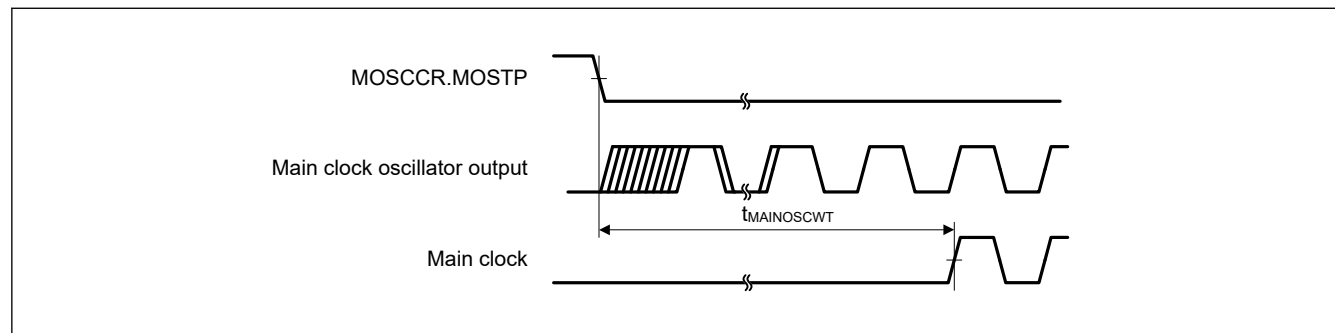 MOSCCR.MOSTP
Main clock oscillator output
tMAINOSCWT
Main clock